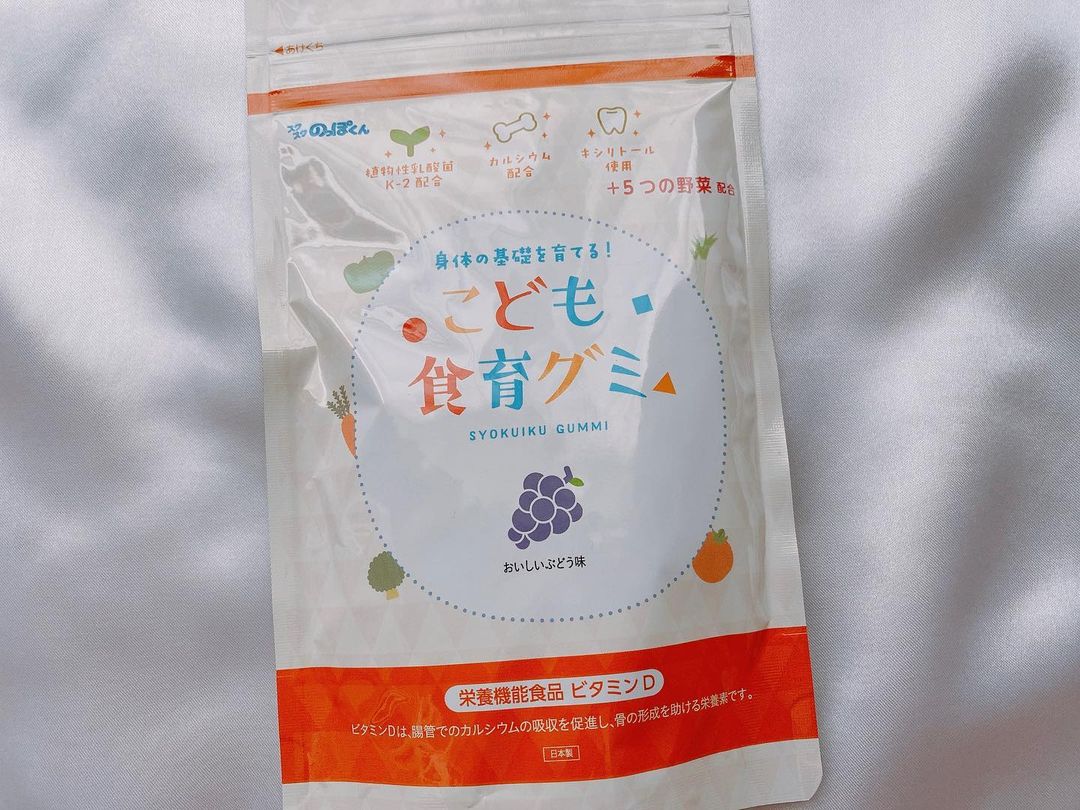 ◀あけくち
スクスク のっぽくん
植物性乳酸菌
K-2 配合
カルシウム
配合
キシリトール
使用
+5つの野菜配合
身体の基礎を育てる!
こども
食育グミ
SYOKUIKU GUMMI
おいしいぶどう味
栄養機能食品 ビタミンD
ビタミンDは、腸管でのカルシウムの吸収を促進し、骨の形成を助ける栄養素です。
日本製